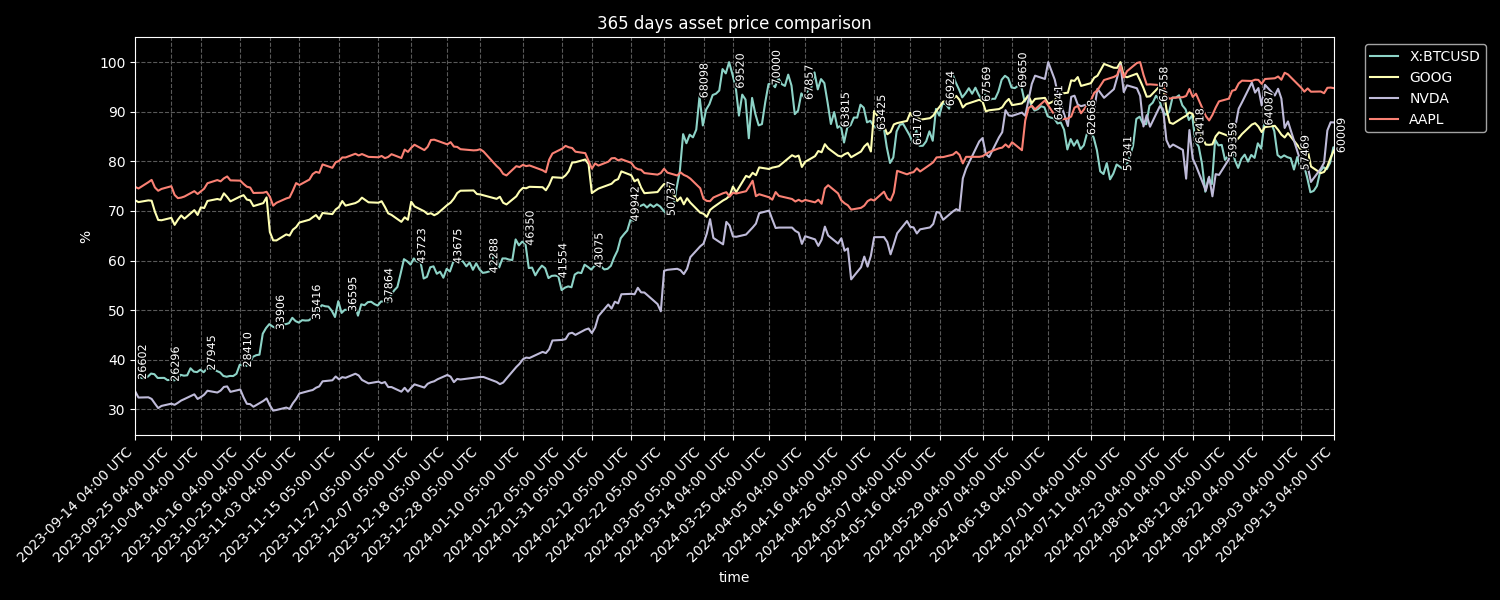 365 days asset price comparison
X:BTCUSD
GOOG
NVDA
AAPL
%
100
90
80
70
60
50
40
30
26602
26296
27945
28410
33906
35416
36595
37864
43723
43675
42288
46350
41554
43075
49942
50737
68098
69520
70000
67857
63815
63425
61170
66924
67569
69650
64841
62668
57341
67558
61418
59359
64087
57469
60009
2023-09-14 04:00 UTC
2023-09-25 04:00 UTC
2023-10-04 04:00 UTC
2023-10-16 04:00 UTC
2023-10-25 04:00 UTC
2023-11-03 04:00 UTC
2023-11-15 05:00 UTC
2023-11-27 05:00 UTC
2023-12-07 05:00 UTC
2023-12-18 05:00 UTC
2023-12-28 05:00 UTC
2024-01-10 05:00 UTC
2024-01-22 05:00 UTC
2024-01-31 05:00 UTC
2024-02-12 05:00 UTC
2024-02-22 05:00 UTC
2024-03-05 05:00 UTC
2024-03-14 04:00 UTC
2024-03-25 04:00 UTC
2024-04-05 04:00 UTC
2024-04-16 04:00 UTC
2024-04-26 04:00 UTC
2024-05-07 04:00 UTC
2024-05-16 04:00 UTC
2024-05-29 04:00 UTC
2024-06-07 04:00 UTC
2024-06-18 04:00 UTC
2024-07-01 04:00 UTC
2024-07-11 04:00 UTC
2024-07-23 04:00 UTC
2024-08-01 04:00 UTC
2024-08-12 04:00 UTC
2024-08-22 04:00 UTC
2024-09-03 04:00 UTC
2024-09-13 04:00 UTC
time